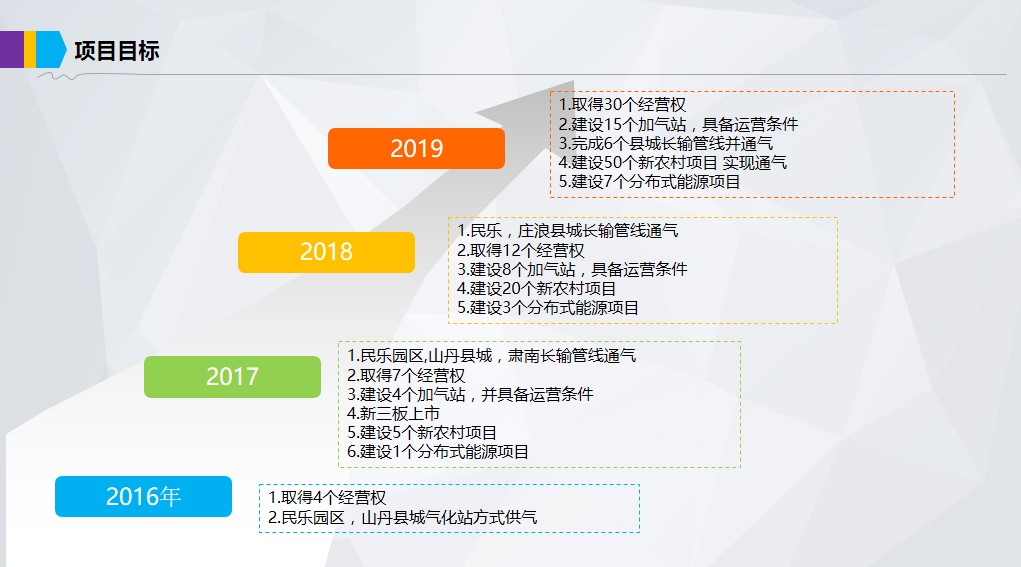 项目目标
2019
1.取得30个经营权
2.建设15个加气站，具备运营条件
3.完成6个县城长输管线并通气
4.建设50个新农村项目 实现通气
5.建设7个分布式能源项目
2018
1.民乐，庄浪县城长输管线通气
2.取得12个经营权
3.建设8个加气站，具备运营条件
4.建设20个新农村项目
5.建设3个分布式能源项目
2017
1.民乐园区,山丹县城，肃南长输管线通气
2.取得7个经营权
3.建设4个加气站，并具备运营条件
4.新三板上市
5.建设5个新农村项目
6.建设1个分布式能源项目
2016年
1.取得4个经营权
2.民乐园区，山丹县城气化站方式供气